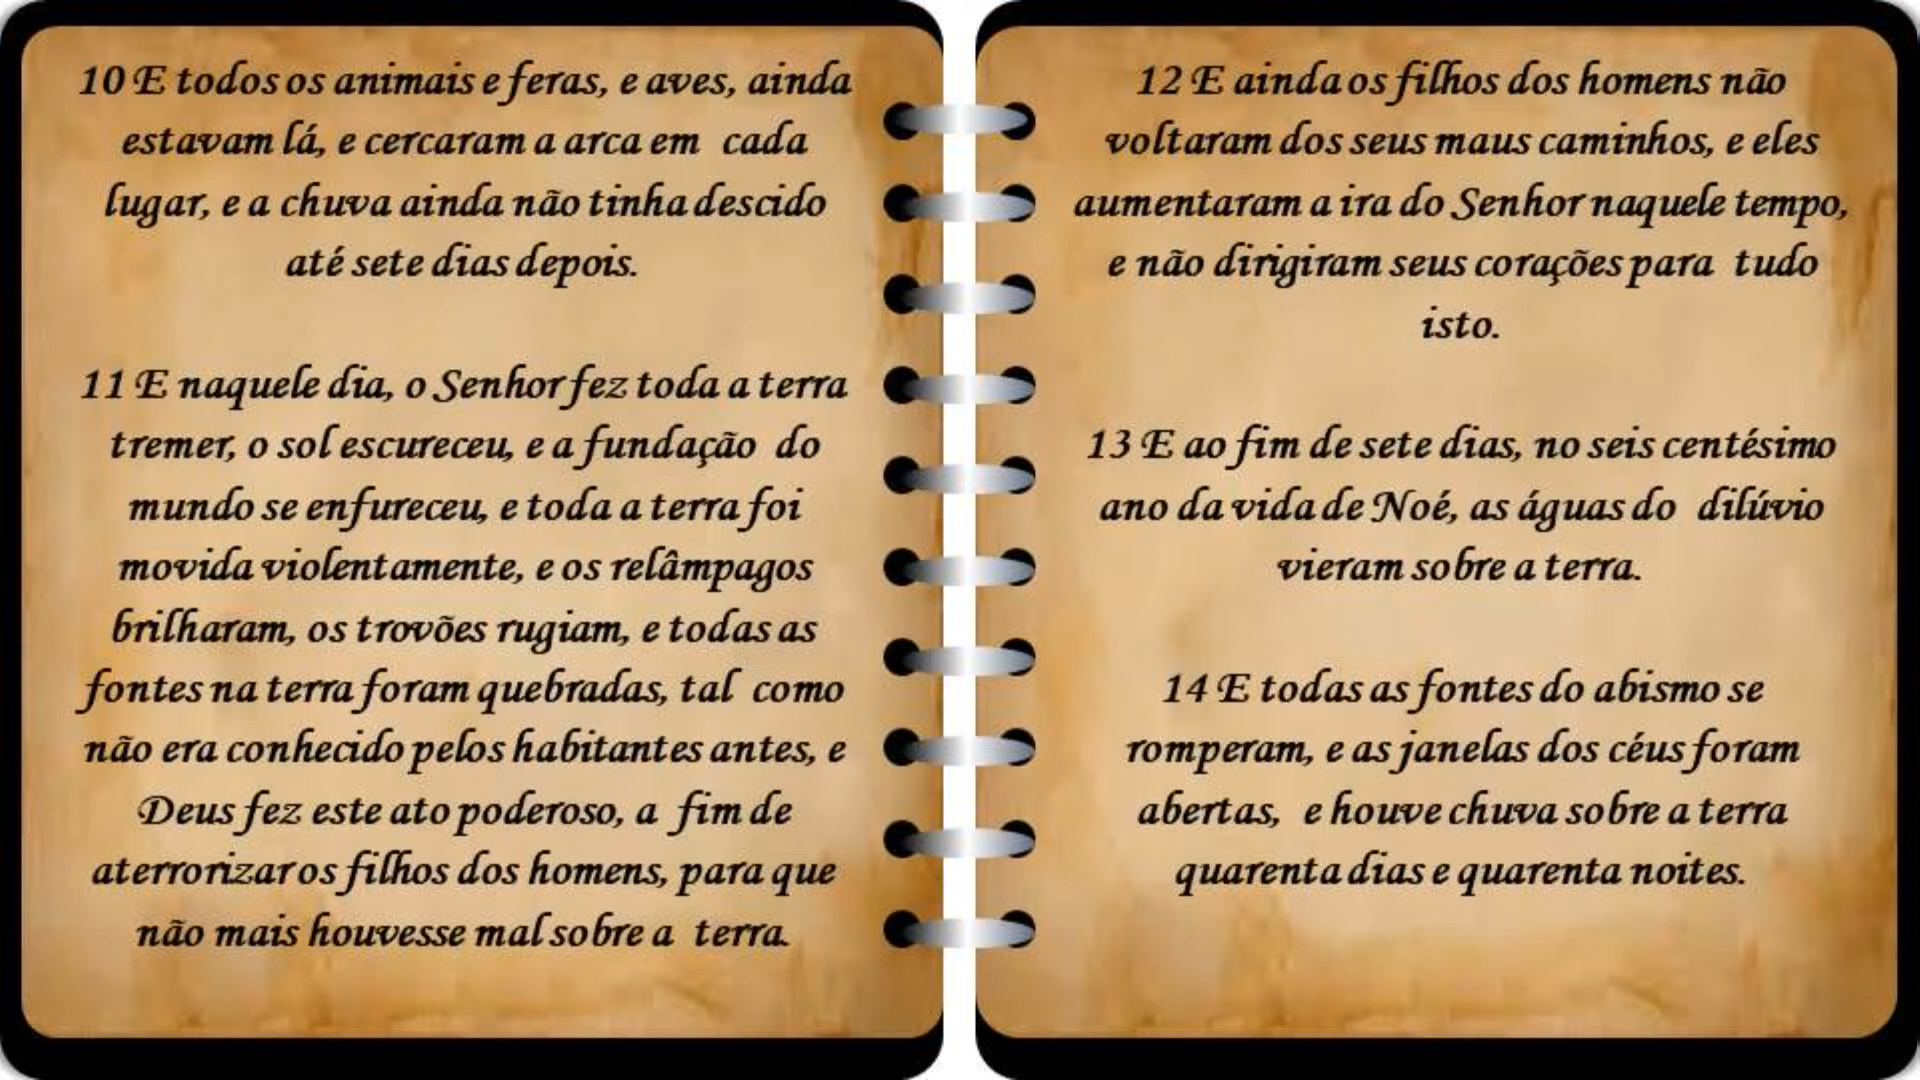 10 E todos os animais e feras, e aves, ainda
estavam lá, e cercaram a arca em cada
lugar, e a chuva ainda não tinha descido
até sete dias depois.
11 E naquele dia, o Senhor fez toda a terra
tremer, o sol escureceu, e a fundação do
mundo se enfureceu, e toda a terra foi
movida violentamente, e os relâmpagos
brilharam, os trovões rugiam, e todas as
fontes na terra foram quebradas, tal como
não era conhecido pelos habitantes antes, e
Deus fez este ato poderoso, a fim de
aterrorizar os filhos dos homens, para que
não mais houvesse mal sobre a terra.
12 E ainda os filhos dos homens não
voltaram dos seus maus caminhos, e eles
aumentaram a ira do Senhor naquele tempo,
e não dirigiram seus corações para tudo
isto.
13 E ao fim de sete dias, no seis centésimo
ano da vida de Noé, as águas do dilúvio
vieram sobre a terra.
14 E todas as fontes do abismo se
romperam, e as janelas dos céus foram
abertas, e houve chuva sobre a terra
quarenta dias e quarenta noites.